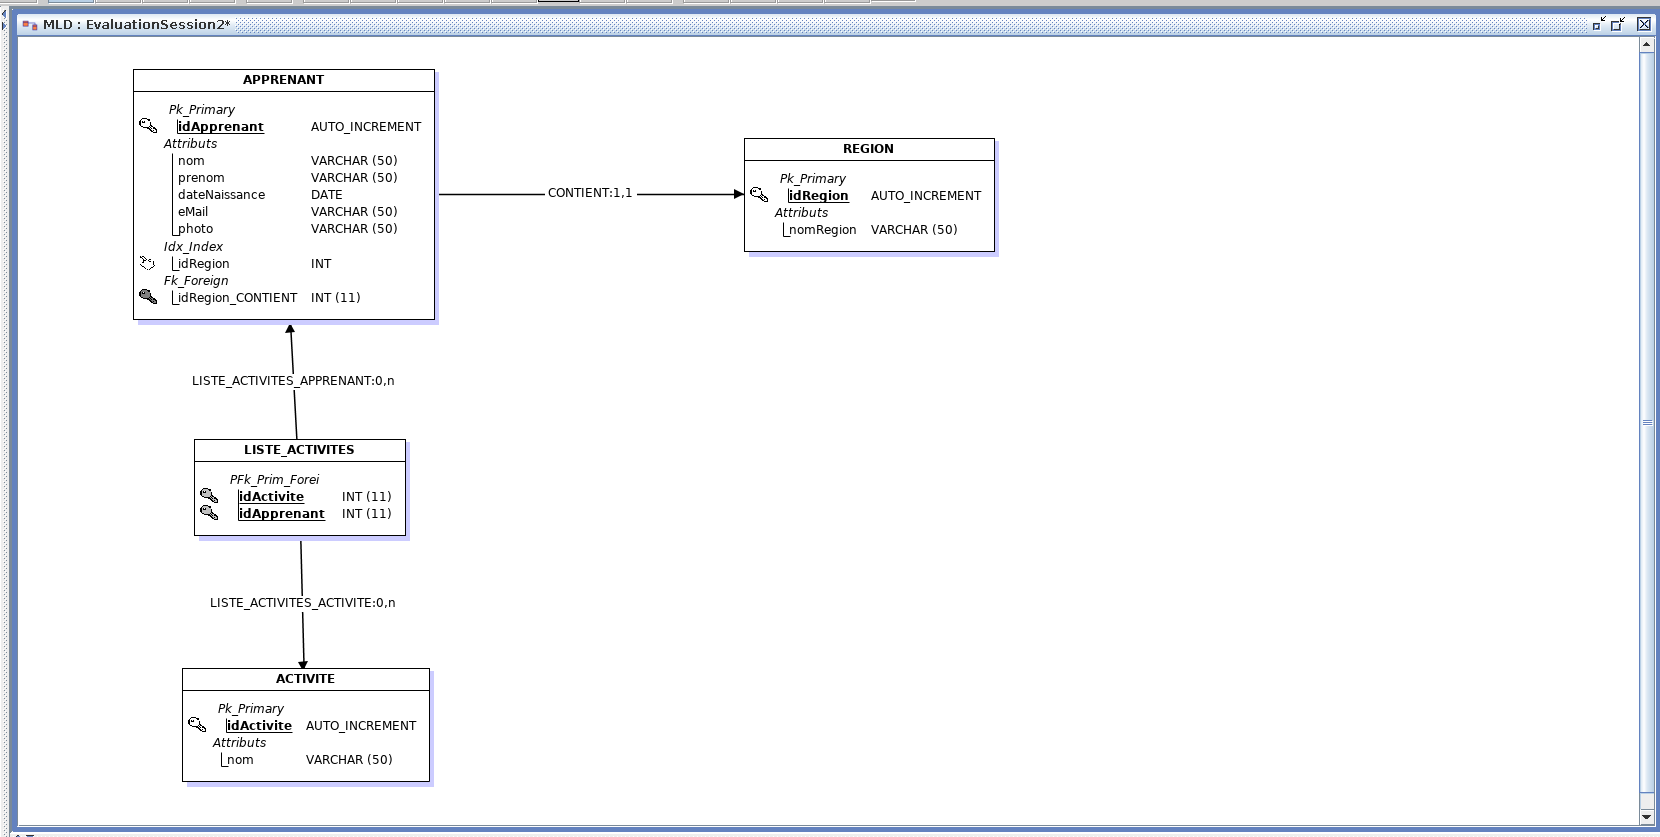 MLD : EvaluationSession2*
APPRENANT
Pk_Primary
idApprenant AUTO_INCREMENT
Attributs
nom VARCHAR (50)
prenom VARCHAR (50)
dateNaissance DATE
eMail VARCHAR (50)
photo VARCHAR (50)
Idx_Index
idRegion INT
Fk_Foreign
idRegion_CONTIENT INT (11)
CONTIENT:1,1
REGION
Pk_Primary
idRegion AUTO_INCREMENT
Attributs
nomRegion VARCHAR (50)
LISTE_ACTIVITES_APPRENANT:0,n
LISTE_ACTIVITES
PFk_Prim_Forei
idActivite INT (11)
idApprenant INT (11)
LISTE_ACTIVITES_ACTIVITE:0,n
ACTIVITE
Pk_Primary
idActivite AUTO_INCREMENT
Attributs
nom VARCHAR (50)